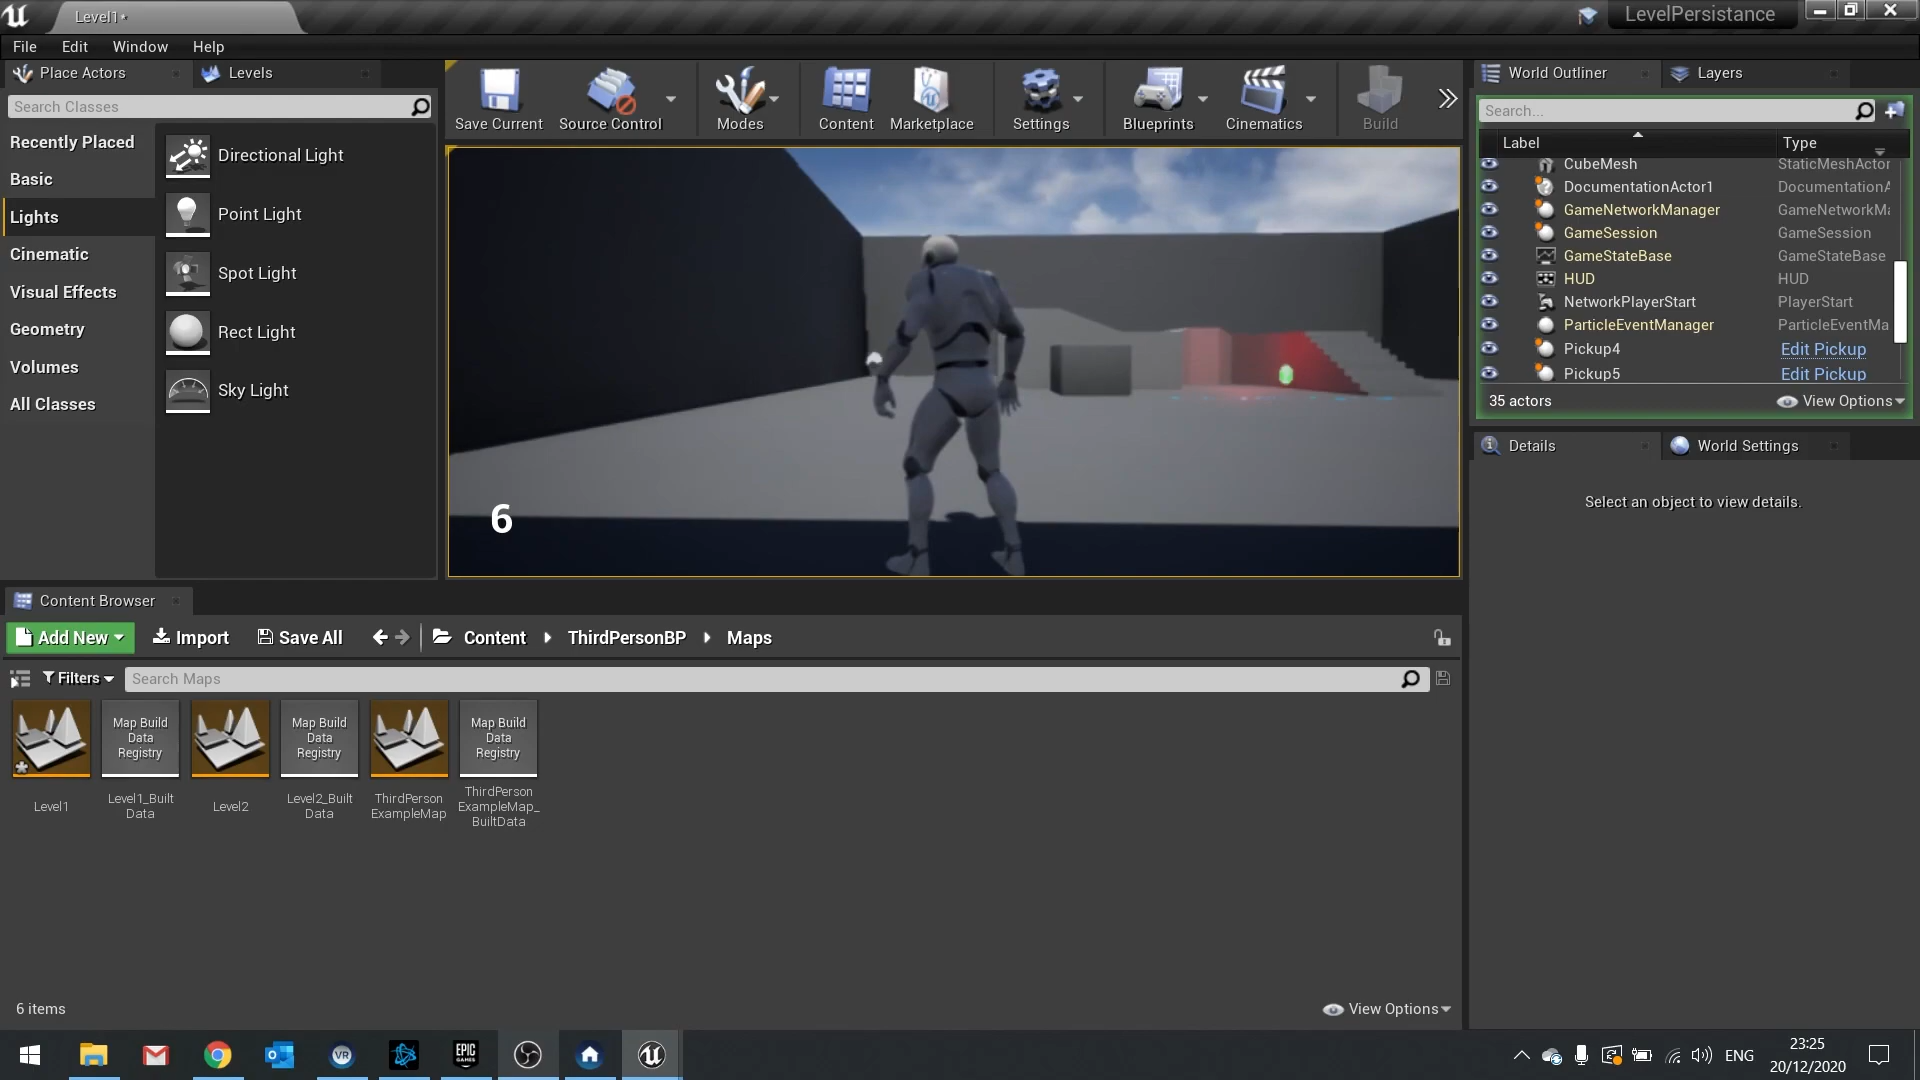 Level1*
LevelPersistance
File Edit Window Help
Place Actors
Levels
Search Classes
Recently Placed
Basic
Lights
Cinematic
Visual Effects
Geometry
Volumes
All Classes
Directional Light
Point Light
Spot Light
Rect Light
Sky Light
Save Current
Source Control
Modes
Content
Marketplace
Settings
Blueprints
Cinematics
Build
6
World Outliner
Layers
Search...
Label Type
CubeMesh StaticMeshActor
DocumentationActor1 DocumentationA
GameNetworkManager GameNetworkMa
GameSession GameSession
GameStateBase GameStateBase
HUD HUD
NetworkPlayerStart PlayerStart
ParticleEventManager ParticleEventMa
Pickup4 Edit Pickup
Pickup5 Edit Pickup
35 actors
View Options
Details
World Settings
Select an object to view details.
Content Browser
Add New
Import
Save All
Content
ThirdPersonBP
Maps
Filters
Search Maps
Level1
Map Build
Data
Registry
Level1_Built
Data
Level2
Map Build
Data
Registry
Level2_Built
Data
ThirdPerson
ExampleMap
Map Build
Data
Registry
ThirdPerson
ExampleMap_
BuiltData
6 items
View Options
VR
EPIC
GAMES
ENG
23:25
20/12/2020